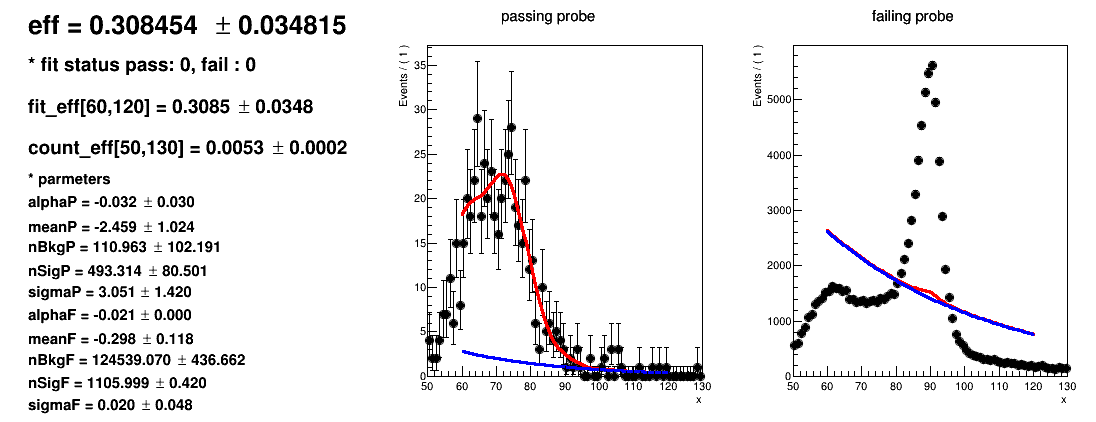 eff = 0.308454 ± 0.034815
* fit status pass: 0, fail : 0
fit_eff[60,120] = 0.3085 ± 0.0348
count_eff[50,130] = 0.0053 ± 0.0002
* parmeters
alphaP = -0.032 ± 0.030
meanP = -2.459 ± 1.024
nBkgP = 110.963 ± 102.191
nSigP = 493.314 ± 80.501
sigmaP = 3.051 ± 1.420
alphaF = -0.021 ± 0.000
meanF = -0.298 ± 0.118
nBkgF = 124539.070 ± 436.662
nSigF = 1105.999 ± 0.420
sigmaF = 0.020 ± 0.048
passing probe
Events / ( 1 )
35
30
25
20
15
10
5
0
50 60 70 80 90 100 110 120 130
x
failing probe
Events / ( 1 )
5000
4000
3000
2000
1000
0
50 60 70 80 90 100 110 120 130
x